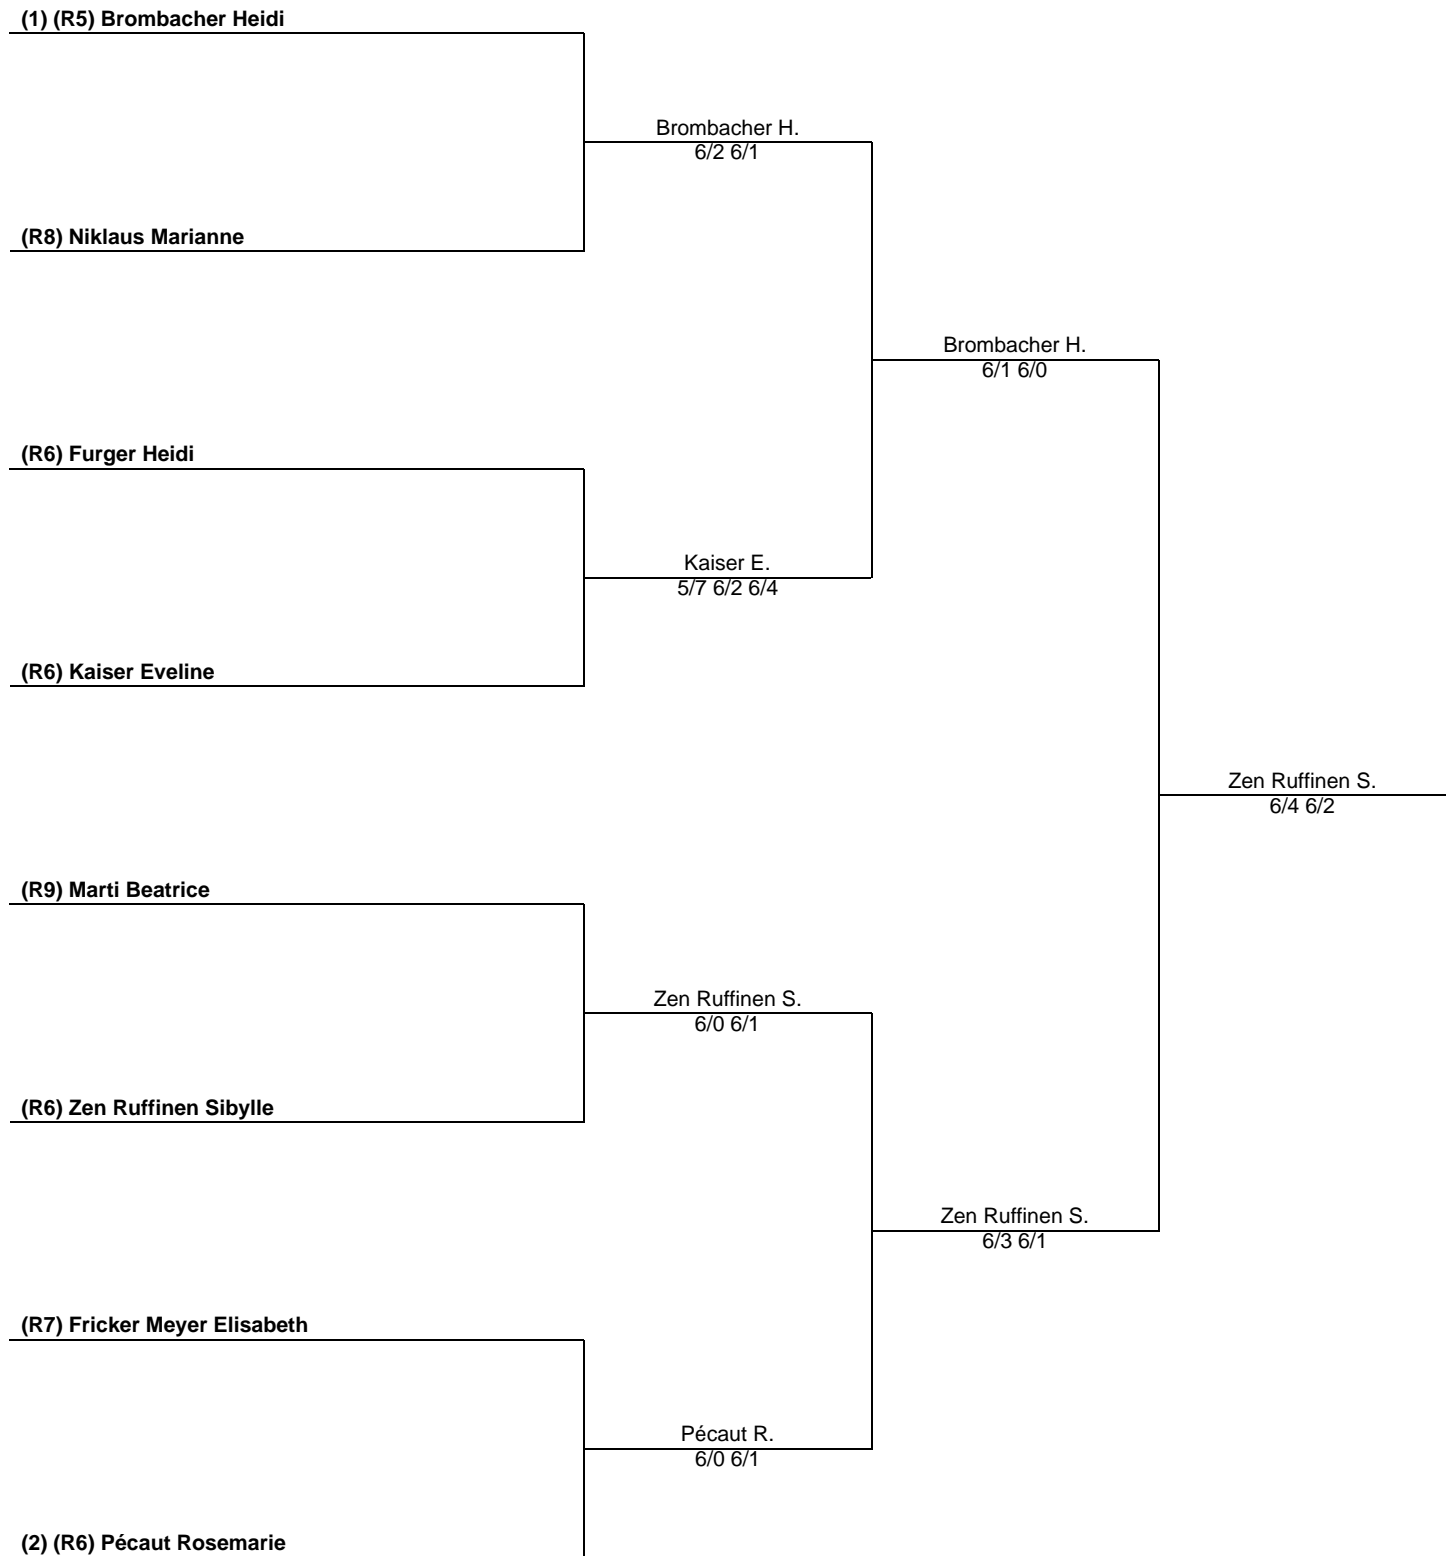 (1) (R5) Brombacher Heidi
Brombacher H.
6/2 6/1
(R8) Niklaus Marianne
Brombacher H.
6/1 6/0
(R6) Furger Heidi
Kaiser E.
5/7 6/2 6/4
(R6) Kaiser Eveline
Zen Ruffinen S.
6/4 6/2
(R9) Marti Beatrice
Zen Ruffinen S.
6/0 6/1
(R6) Zen Ruffinen Sibylle
Zen Ruffinen S.
6/3 6/1
(R7) Fricker Meyer Elisabeth
Pécaut R.
6/0 6/1
(2) (R6) Pécaut Rosemarie